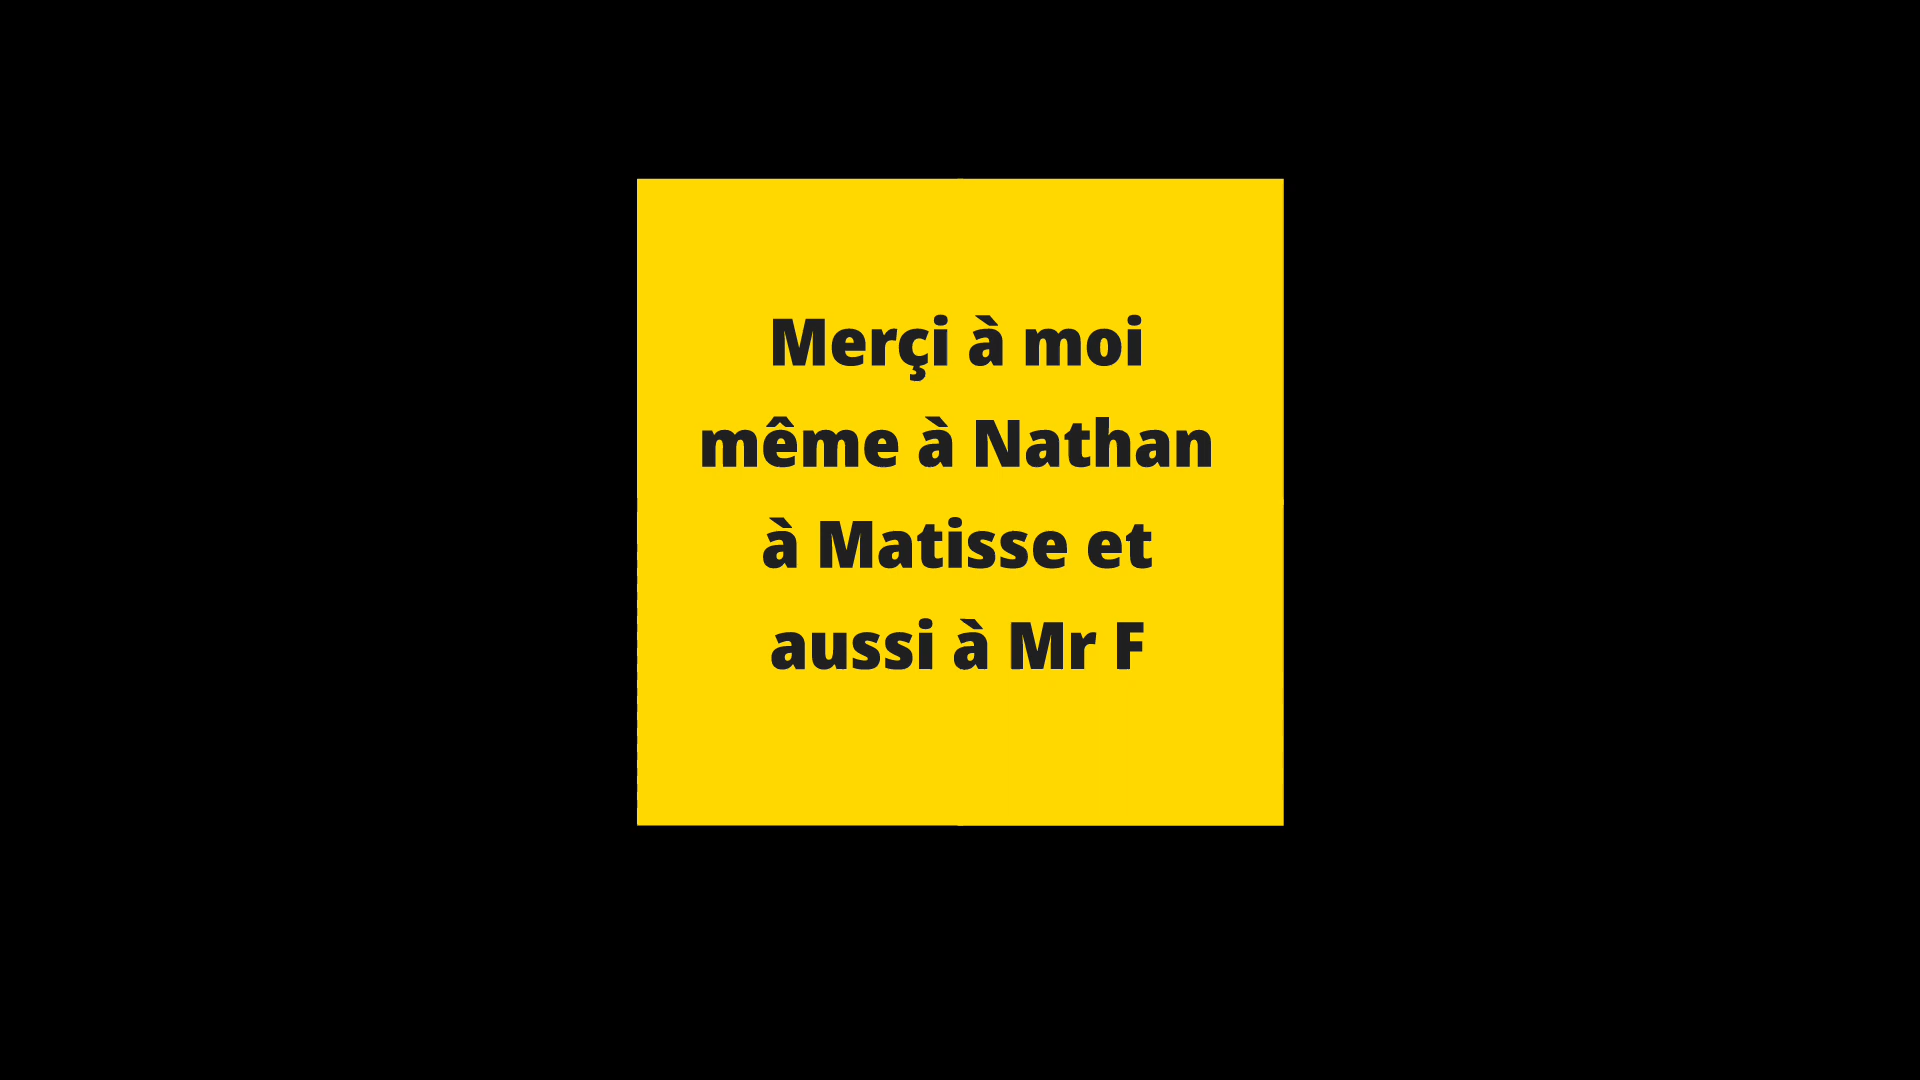 Merçi à moi
même à Nathan
à Matisse et
aussi à Mr F